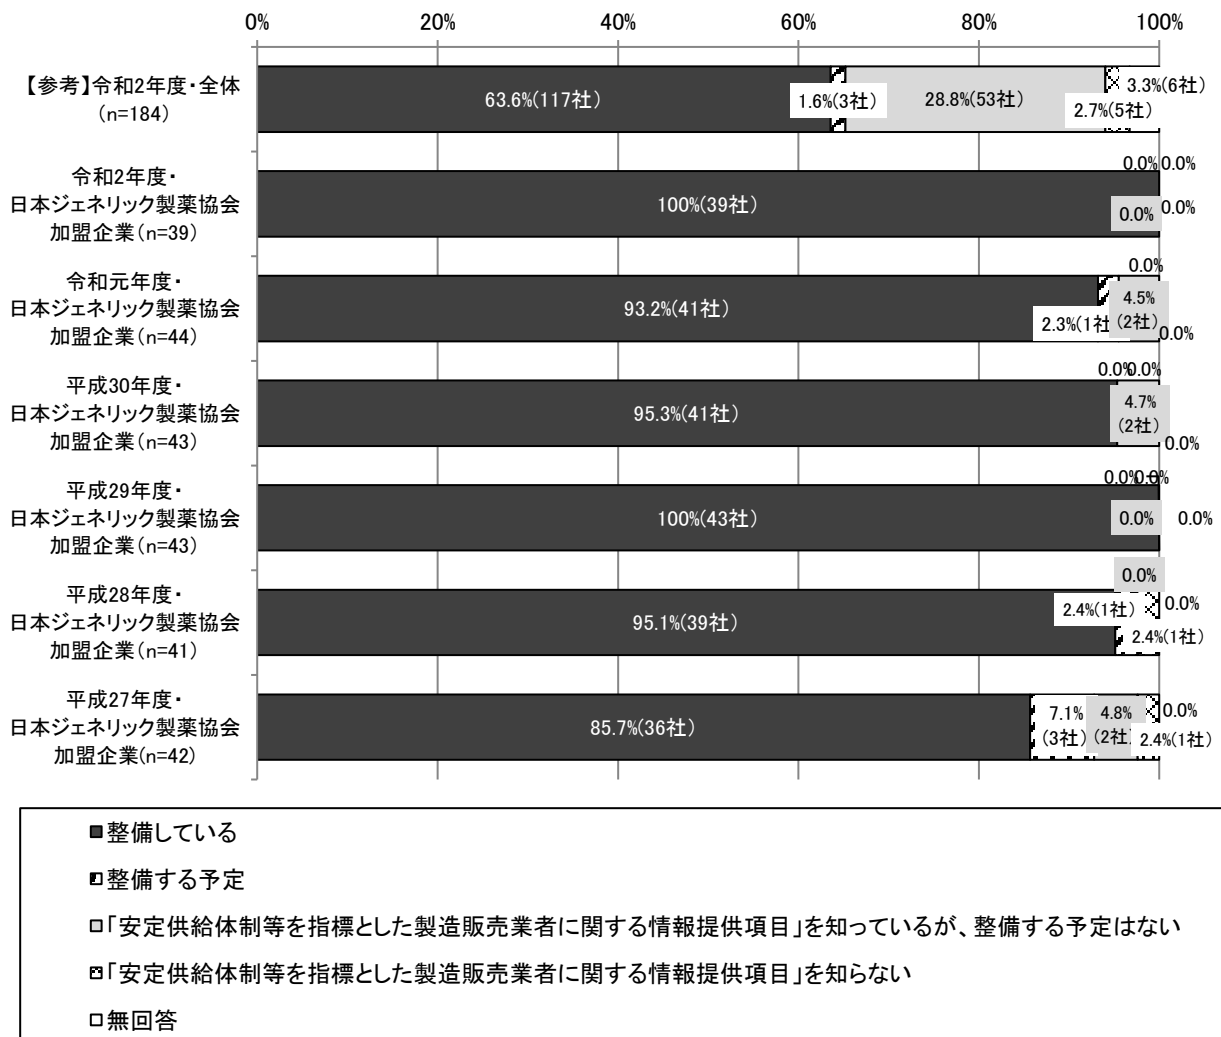 0% 20% 40% 60% 80% 100%
【参考】令和2年度・全体
(n=184)
63.6%(117社) 1.6%(3社) 28.8%(53社) 2.7%(5社) 3.3%(6社)
令和2年度・
日本ジェネリック製薬協会
加盟企業(n=39)
100%(39社) 0.0% 0.0% 0.0% 0.0%
令和元年度・
日本ジェネリック製薬協会
加盟企業(n=44)
93.2%(41社) 2.3%(1社 4.5%
(2社) 0.0% 0.0%
平成30年度・
日本ジェネリック製薬協会
加盟企業(n=43)
95.3%(41社) 0.0% 0.0% 4.7%
(2社) 0.0%
平成29年度・
日本ジェネリック製薬協会
加盟企業(n=43)
100%(43社) 0.0% 0.0% 0.0% 0.0%
平成28年度・
日本ジェネリック製薬協会
加盟企業(n=41)
95.1%(39社) 2.4%(1社) 0.0% 2.4%(1社) 0.0%
平成27年度・
日本ジェネリック製薬協会
加盟企業(n=42)
85.7%(36社) 7.1%
(3社) 4.8%
(2社 2.4%(1社) 0.0%
整備している
整備する予定
「安定供給体制等を指標とした製造販売業者に関する情報提供項目」を知っているが、整備する予定はない
「安定供給体制等を指標とした製造販売業者に関する情報提供項目」を知らない
無回答